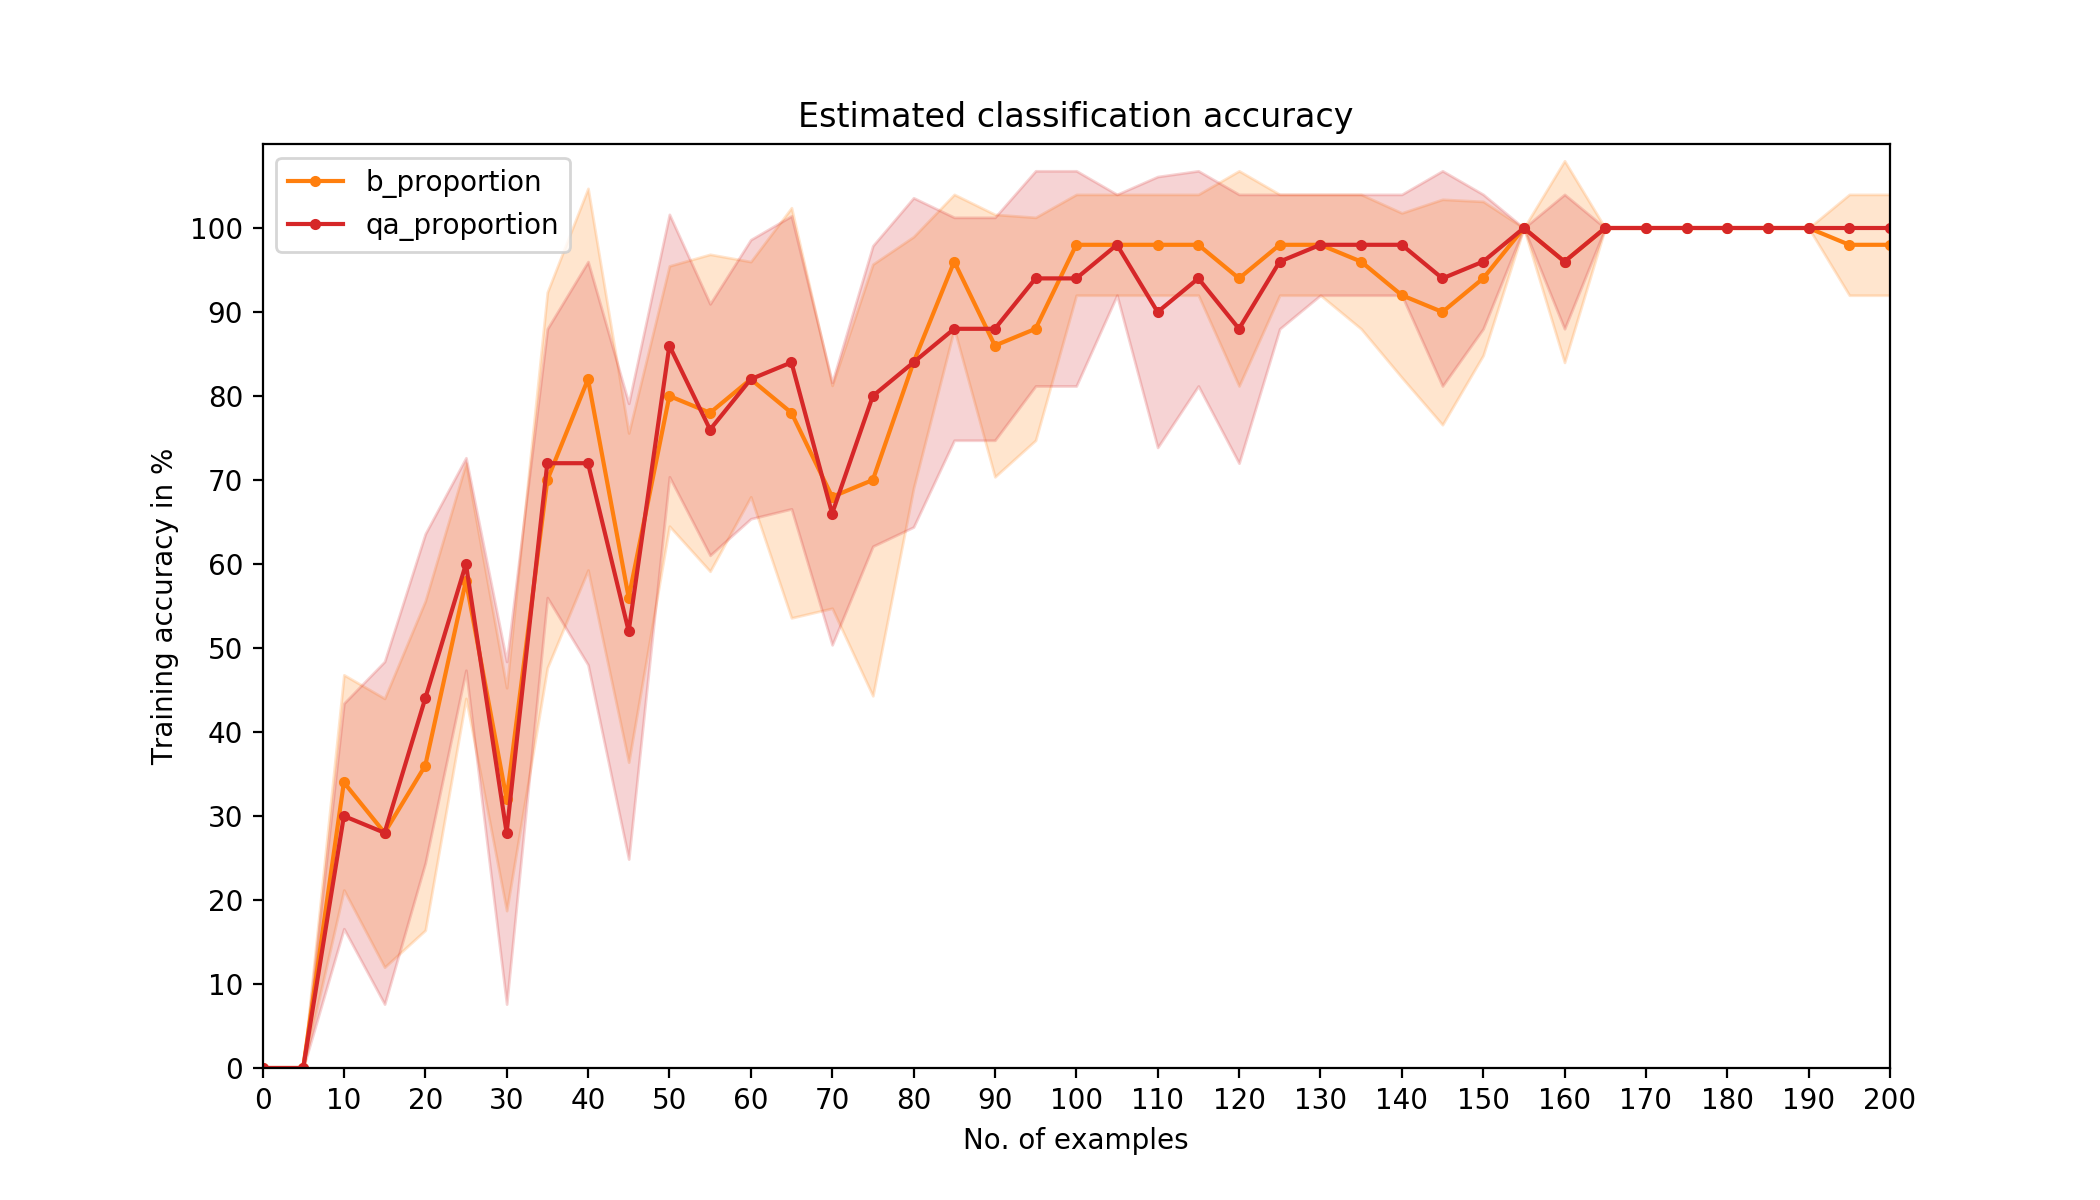 Estimated classification accuracy
b_proportion
qa_proportion
100
90
80
70
60
50
40
30
20
10
0
Training accuracy in %
0 10 20 30 40 50 60 70 80 90 100 110 120 130 140 150 160 170 180 190 200
No. of examples